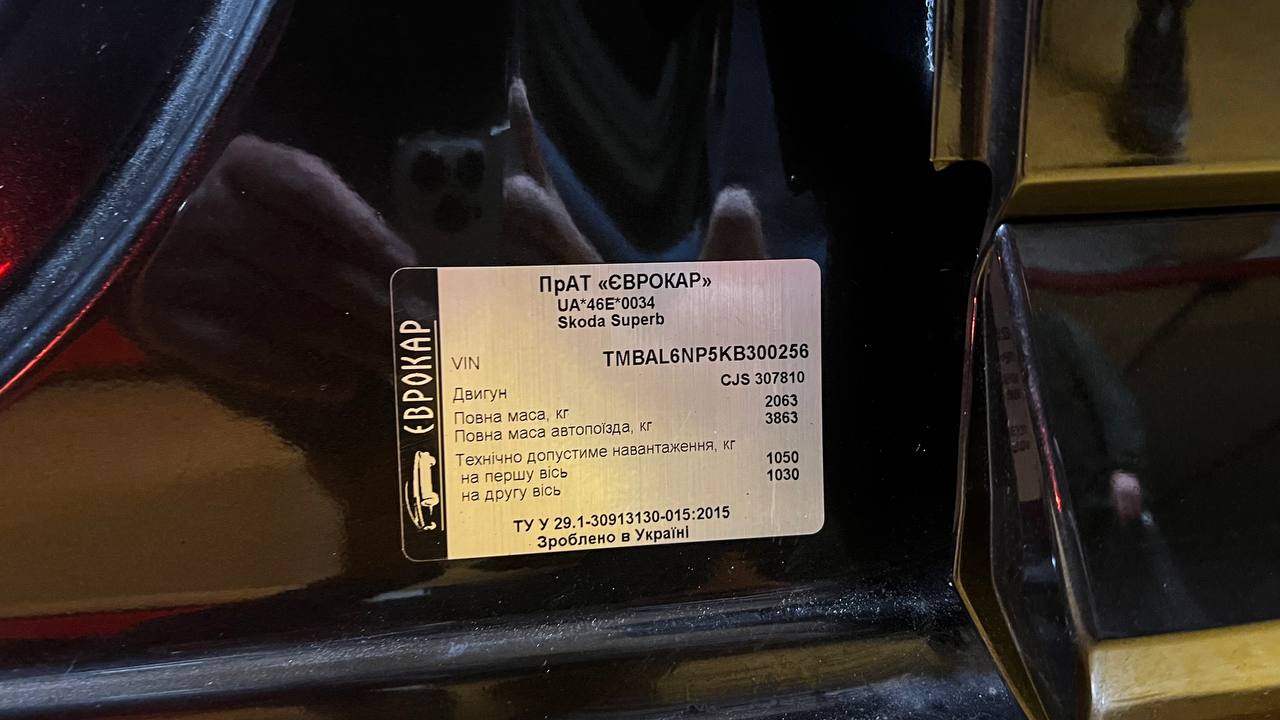 ЄВРОКАР
ПрАТ «ЄВРОКАР»
UA*46E*0034
Skoda Superb
VIN TMBAL6NP5KB300256
Двигун CJS 307810
Повна маса, кг 2063
Повна маса автопоїзда, кг 3863
Технічно допустиме навантаження, кг
на першу вісь 1050
на другу вісь 1030
ТУ У 29.1-30913130-015:2015
Зроблено в Україні